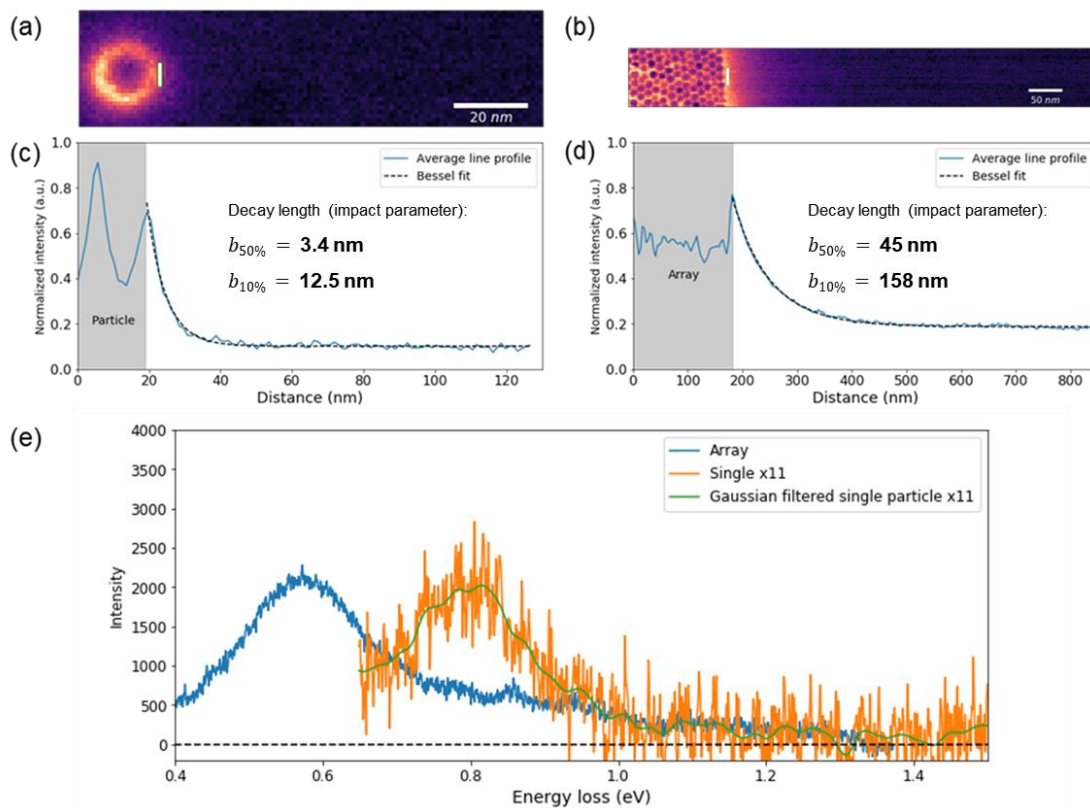 (a)
20 nm
(b)
50 nm
(c)
1.0
0.8
0.6
0.4
0.2
0.0
Normalized intensity (a.u.)
Average line profile
Bessel fit
Decay length (impact parameter):
b50% = 3.4 nm
b10% = 12.5 nm
Particle
0 20 40 60 80 100 120
Distance (nm)
(d)
1.0
0.8
0.6
0.4
0.2
0.0
Normalized intensity (a.u.)
Average line profile
Bessel fit
Decay length (impact parameter):
b50% = 45 nm
b10% = 158 nm
Array
0 100 200 300 400 500 600 700 800
Distance (nm)
(e)
4000
3500
3000
2500
2000
1500
1000
500
0
Intensity
Array
Single x11
Gaussian filtered single particle x11
0.4 0.6 0.8 1.0 1.2 1.4
Energy loss (eV)